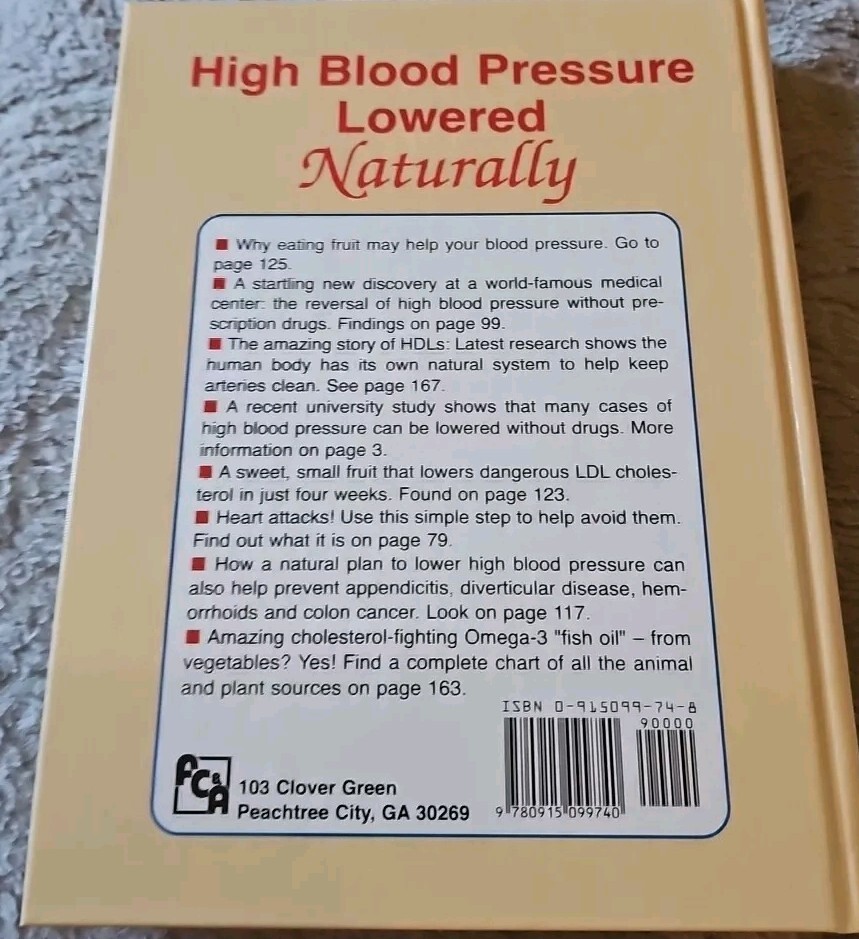 High Blood Pressure
Lowered
Naturally
■ Why eating fruit may help your blood pressure. Go to
page 125.
■ A startling new discovery at a world-famous medical
center: the reversal of high blood pressure without pre-
scription drugs. Findings on page 99.
■ The amazing story of HDLs: Latest research shows the
human body has its own natural system to help keep
arteries clean. See page 167.
■ A recent university study shows that many cases of
high blood pressure can be lowered without drugs. More
information on page 3.
■ A sweet, small fruit that lowers dangerous LDL choles-
terol in just four weeks. Found on page 123.
■ Heart attacks! Use this simple step to help avoid them.
Find out what it is on page 79.
■ How a natural plan to lower high blood pressure can
also help prevent appendicitis, diverticular disease, hem-
orrhoids and colon cancer. Look on page 117.
■ Amazing cholesterol-fighting Omega-3 "fish oil" – from
vegetables? Yes! Find a complete chart of all the animal
and plant sources on page 163.
ISBN 0-915099-74-8
90000
9 780915 099740
FC&A
103 Clover Green
Peachtree City, GA 30269